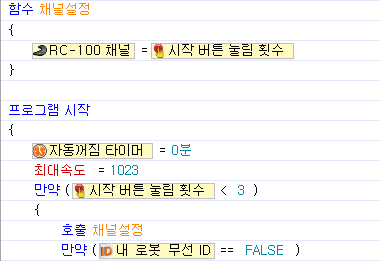 함수 채널설정
{
RC-100 채널 = 시작 버튼 눌림 횟수
}
프로그램 시작
{
자동꺼짐 타이머 = 0분
최대속도 = 1023
만약 ( 시작 버튼 눌림 횟수 < 3 )
{
호출 채널설정
만약 ( ID 내 로봇 무선 ID == FALSE )